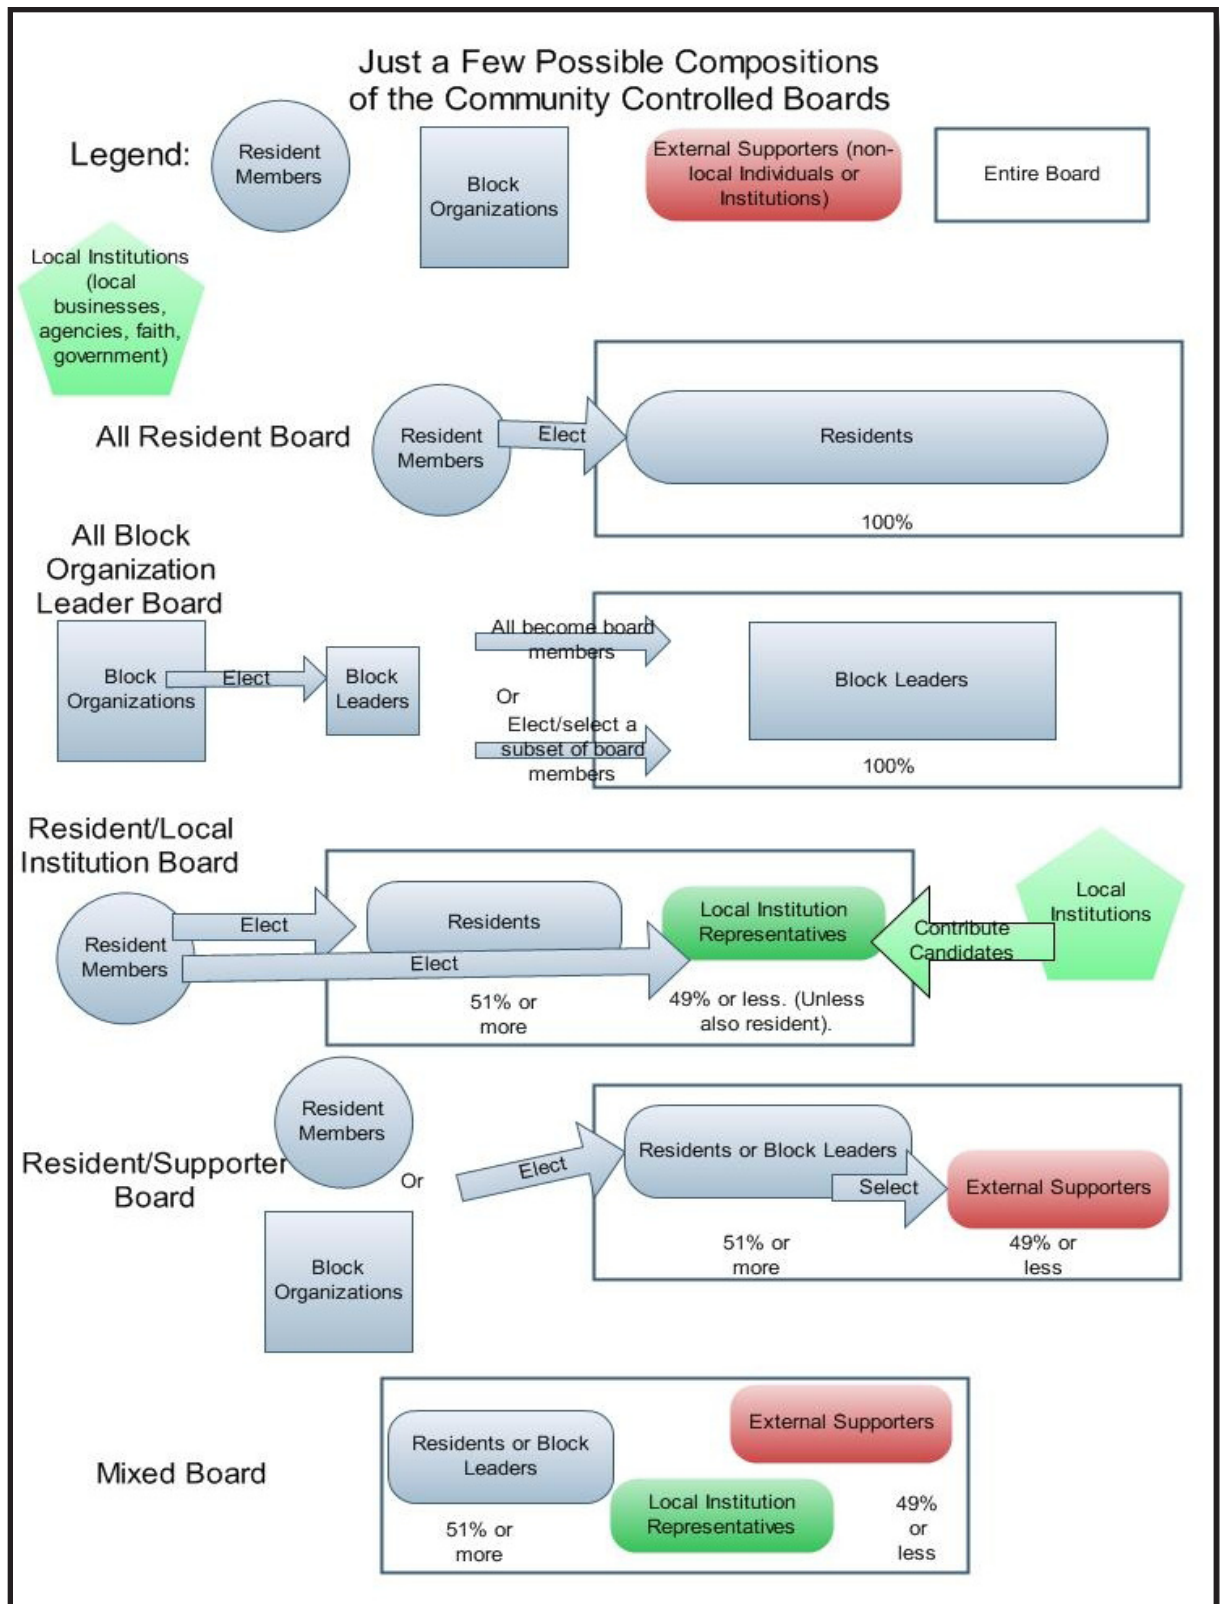 Just a Few Possible Compositions
of the Community Controlled Boards
Legend:
Resident
Members
Block
Organizations
External Supporters (non-
local Individuals or
Institutions)
Entire Board
Local Institutions
(local
businesses,
agencies, faith,
government)
All Resident Board
Resident
Members
Elect
Residents
100%
All Block
Organization
Leader Board
Block
Organizations
Elect
Block
Leaders
All become board
members
Or
Elect/select a
subset of board
members
Block Leaders
100%
Resident/Local
Institution Board
Resident
Members
Elect
Residents
Elect
51% or
more
Local Institution
Representatives
49% or less. (Unless
also resident).
Contribute
Candidates
Local
Institutions
Resident/Supporter
Board
Resident
Members
Or
Block
Organizations
Elect
Residents or Block Leaders
Select
External Supporters
51% or
more
49% or
less
Mixed Board
Residents or Block
Leaders
51% or
more
External Supporters
Local Institution
Representatives
49%
or
less